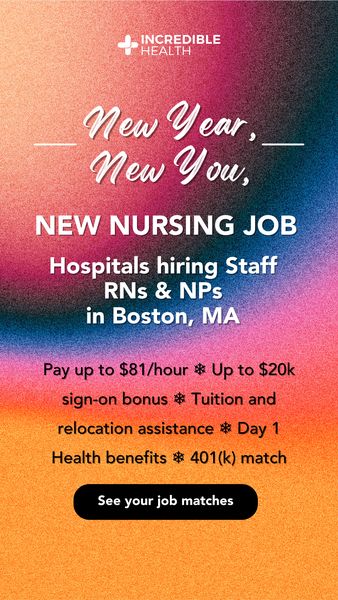 INCREDIBLE
HEALTH
New Year,
New You,
NEW NURSING JOB
Hospitals hiring Staff
RNs & NPs
in Boston, MA
Pay up to $81/hour ❄ Up to $20k
sign-on bonus ❄ Tuition and
relocation assistance ❄ Day 1
Health benefits ❄ 401(k) match
See your job matches